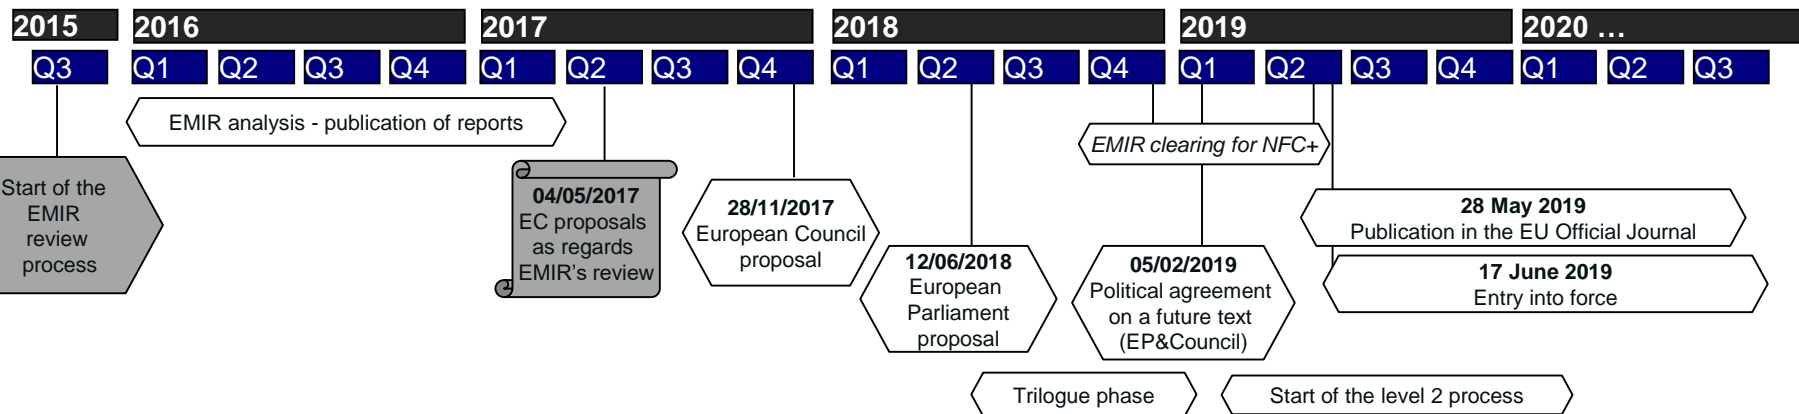 2015 2016 2017 2018 2019 2020 …
Q3 Q1 Q2 Q3 Q4 Q1 Q2 Q3 Q4 Q1 Q2 Q3 Q4 Q1 Q2 Q3 Q4 Q1 Q2 Q3
EMIR analysis - publication of reports
EMIR clearing for NFC+
Start of the
EMIR
review
process
04/05/2017
EC proposals
as regards
EMIR's review
28/11/2017
European Council
proposal
12/06/2018
European
Parliament
proposal
05/02/2019
Political agreement
on a future text
(EP&Council)
28 May 2019
Publication in the EU Official Journal
17 June 2019
Entry into force
Trilogue phase
Start of the level 2 process